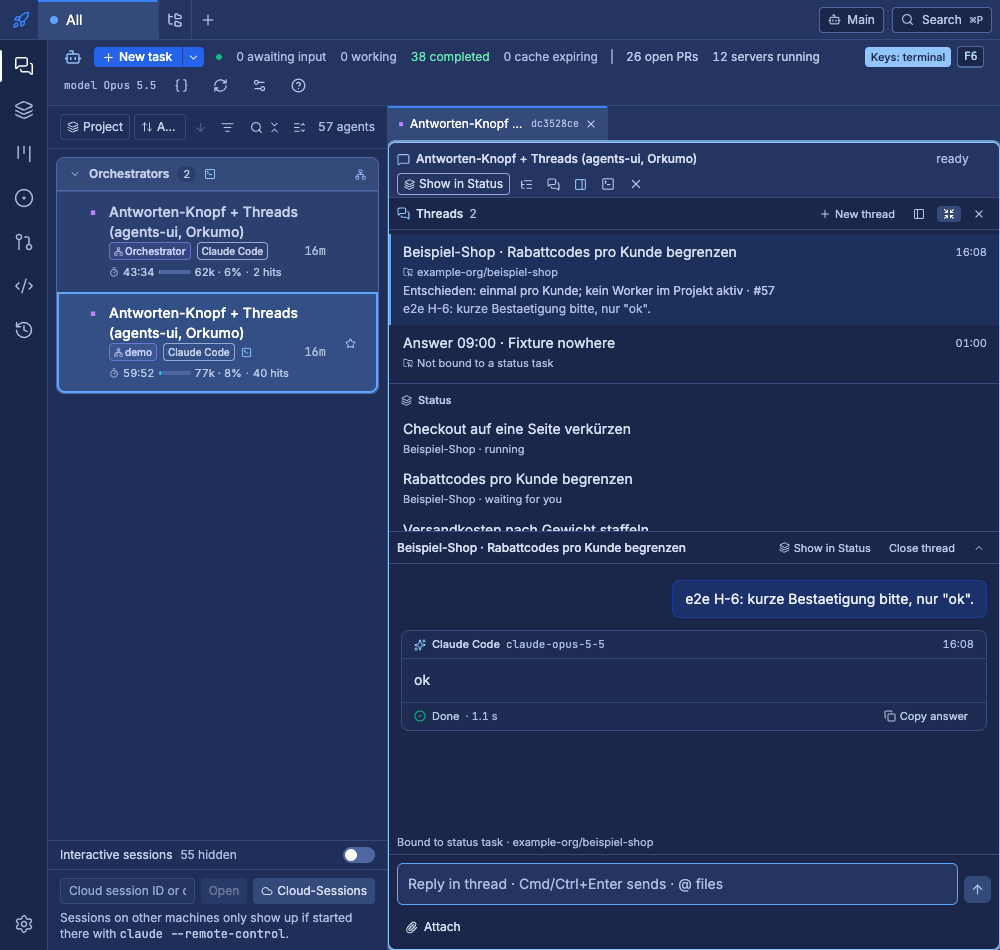 All
Main
Search ⌘P
+ New task
0 awaiting input 0 working 38 completed 0 cache expiring | 26 open PRs 12 servers running
Keys: terminal
F6
model Opus 5.5 {}
Project
A...
57 agents
Orchestrators 2
Antworten-Knopf + Threads
(agents-ui, Orkumo)
Orchestrator Claude Code 16m
43:34 62k · 6% · 2 hits
Antworten-Knopf + Threads
(agents-ui, Orkumo)
demo Claude Code 16m
59:52 77k · 8% · 40 hits
Interactive sessions 55 hidden
Cloud session ID or c
Open
Cloud-Sessions
Sessions on other machines only show up if started
there with claude --remote-control.
Antworten-Knopf ... dc3528ce
Antworten-Knopf + Threads (agents-ui, Orkumo) ready
Show in Status
Threads 2
+ New thread
Beispiel-Shop · Rabattcodes pro Kunde begrenzen 16:08
example-org/beispiel-shop
Entschieden: einmal pro Kunde; kein Worker im Projekt aktiv · #57
e2e H-6: kurze Bestaetigung bitte, nur "ok".
Answer 09:00 · Fixture nowhere 01:00
Not bound to a status task
Status
Checkout auf eine Seite verkürzen
Beispiel-Shop · running
Rabattcodes pro Kunde begrenzen
Beispiel-Shop · waiting for you
Versandkosten nach Gewicht staffeln
Beispiel-Shop · Rabattcodes pro Kunde begrenzen
Show in Status
Close thread
e2e H-6: kurze Bestaetigung bitte, nur "ok".
Claude Code claude-opus-5-5 16:08
ok
Done · 1.1 s
Copy answer
Bound to status task · example-org/beispiel-shop
Reply in thread · Cmd/Ctrl+Enter sends · @ files
Attach